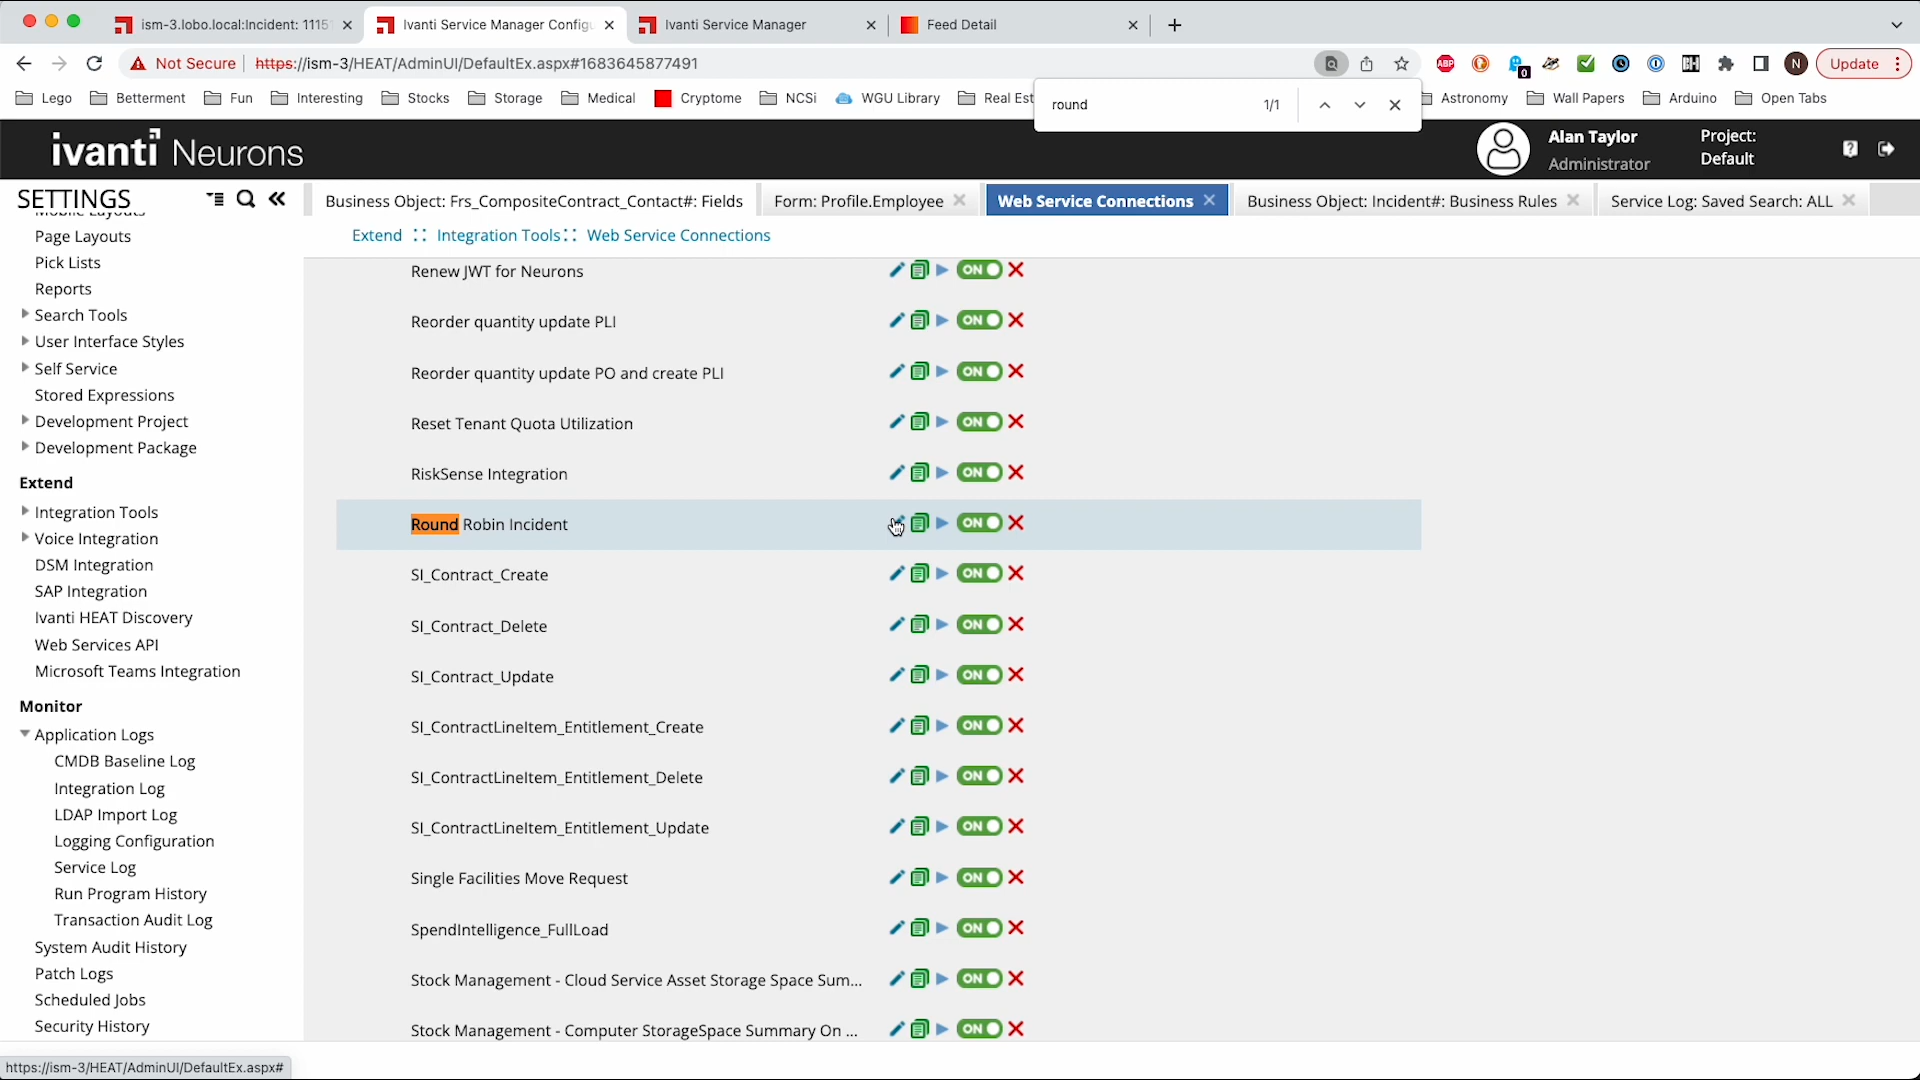 ism-3.lobo.local:Incident: 1115
Ivanti Service Manager Configu
Ivanti Service Manager
Feed Detail
Not Secure
https://ism-3/HEAT/AdminUI/DefaultEx.aspx#1683645877491
ABP
0
N
Update
Lego
Betterment
Fun
Interesting
Stocks
Storage
Medical
Cryptome
NCSi
WGU Library
Real Est
Astronomy
Wall Papers
Arduino
Open Tabs
round
1/1
ivanti Neurons
Alan Taylor
Administrator
Project:
Default
SETTINGS
Business Object: Frs_CompositeContract_Contact#: Fields
Form: Profile.Employee
Web Service Connections
Business Object: Incident#: Business Rules
Service Log: Saved Search: ALL
Extend :: Integration Tools:: Web Service Connections
Mobile Layouts
Page Layouts
Pick Lists
Reports
Search Tools
User Interface Styles
Self Service
Stored Expressions
Development Project
Development Package
Extend
Integration Tools
Voice Integration
DSM Integration
SAP Integration
Ivanti HEAT Discovery
Web Services API
Microsoft Teams Integration
Monitor
Application Logs
CMDB Baseline Log
Integration Log
LDAP Import Log
Logging Configuration
Service Log
Run Program History
Transaction Audit Log
System Audit History
Patch Logs
Scheduled Jobs
Security History
Renew JWT for Neurons ON
Reorder quantity update PLI ON
Reorder quantity update PO and create PLI ON
Reset Tenant Quota Utilization ON
RiskSense Integration ON
Round Robin Incident ON
SI_Contract_Create ON
SI_Contract_Delete ON
SI_Contract_Update ON
SI_ContractLineItem_Entitlement_Create ON
SI_ContractLineItem_Entitlement_Delete ON
SI_ContractLineItem_Entitlement_Update ON
Single Facilities Move Request ON
SpendIntelligence_FullLoad ON
Stock Management - Cloud Service Asset Storage Space Sum... ON
Stock Management - Computer StorageSpace Summary On ... ON
https://ism-3/HEAT/AdminUI/DefaultEx.aspx#